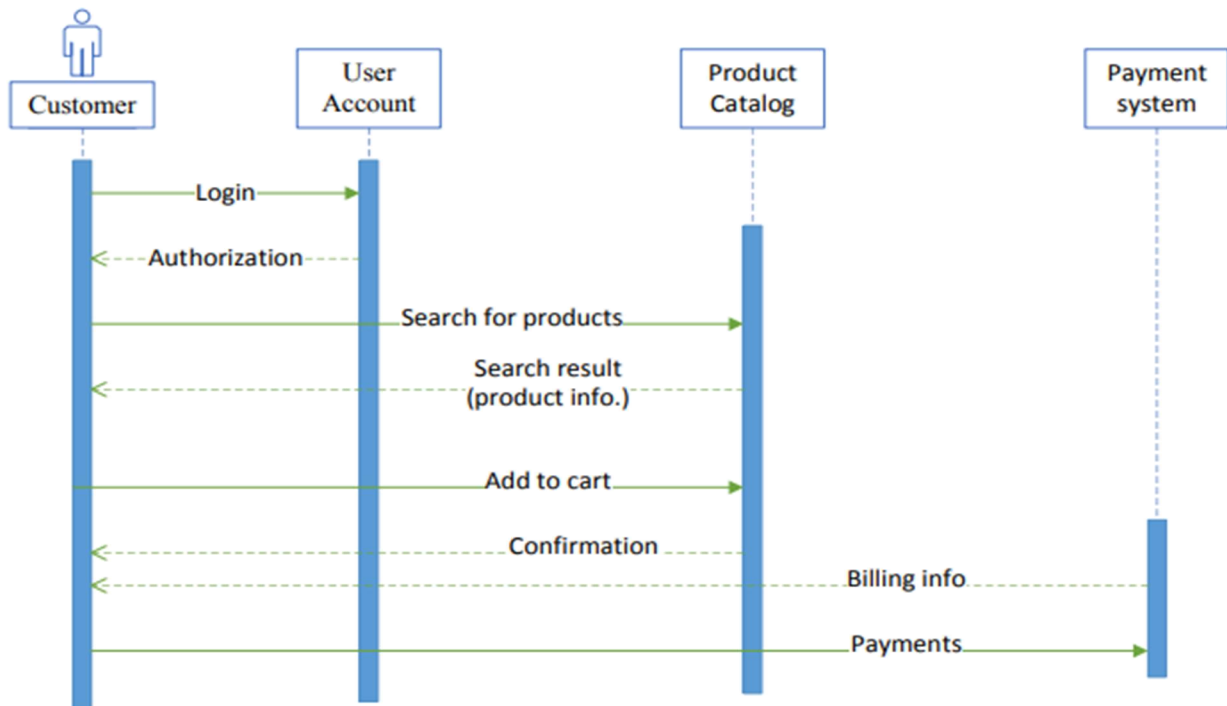 Customer
User
Account
Product
Catalog
Payment
system
Login
Authorization
Search for products
Search result
(product info.)
Add to cart
Confirmation
Billing info
Payments